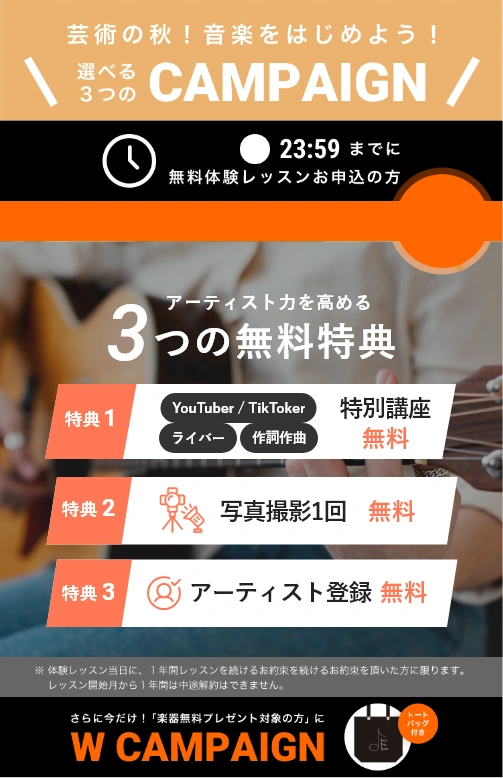 芸術の秋！音楽をはじめよう！
選べる
3つの
CAMPAIGN
23:59 までに
無料体験レッスンお申込の方
アーティスト力を高める
3つの無料特典
特典1
YouTuber / TikToker
ライバー 作詞作曲
特別講座
無料
特典2
写真撮影1回 無料
特典3
アーティスト登録 無料
※ 体験レッスン当日に、1年間レッスンを続けるお約束を続けるお約束を頂いた方に限ります。
レッスン開始月から1年間は中途解約はできません。
さらに今だけ！「楽器無料プレゼント対象の方」に
W CAMPAIGN
トート
バッグ
付き